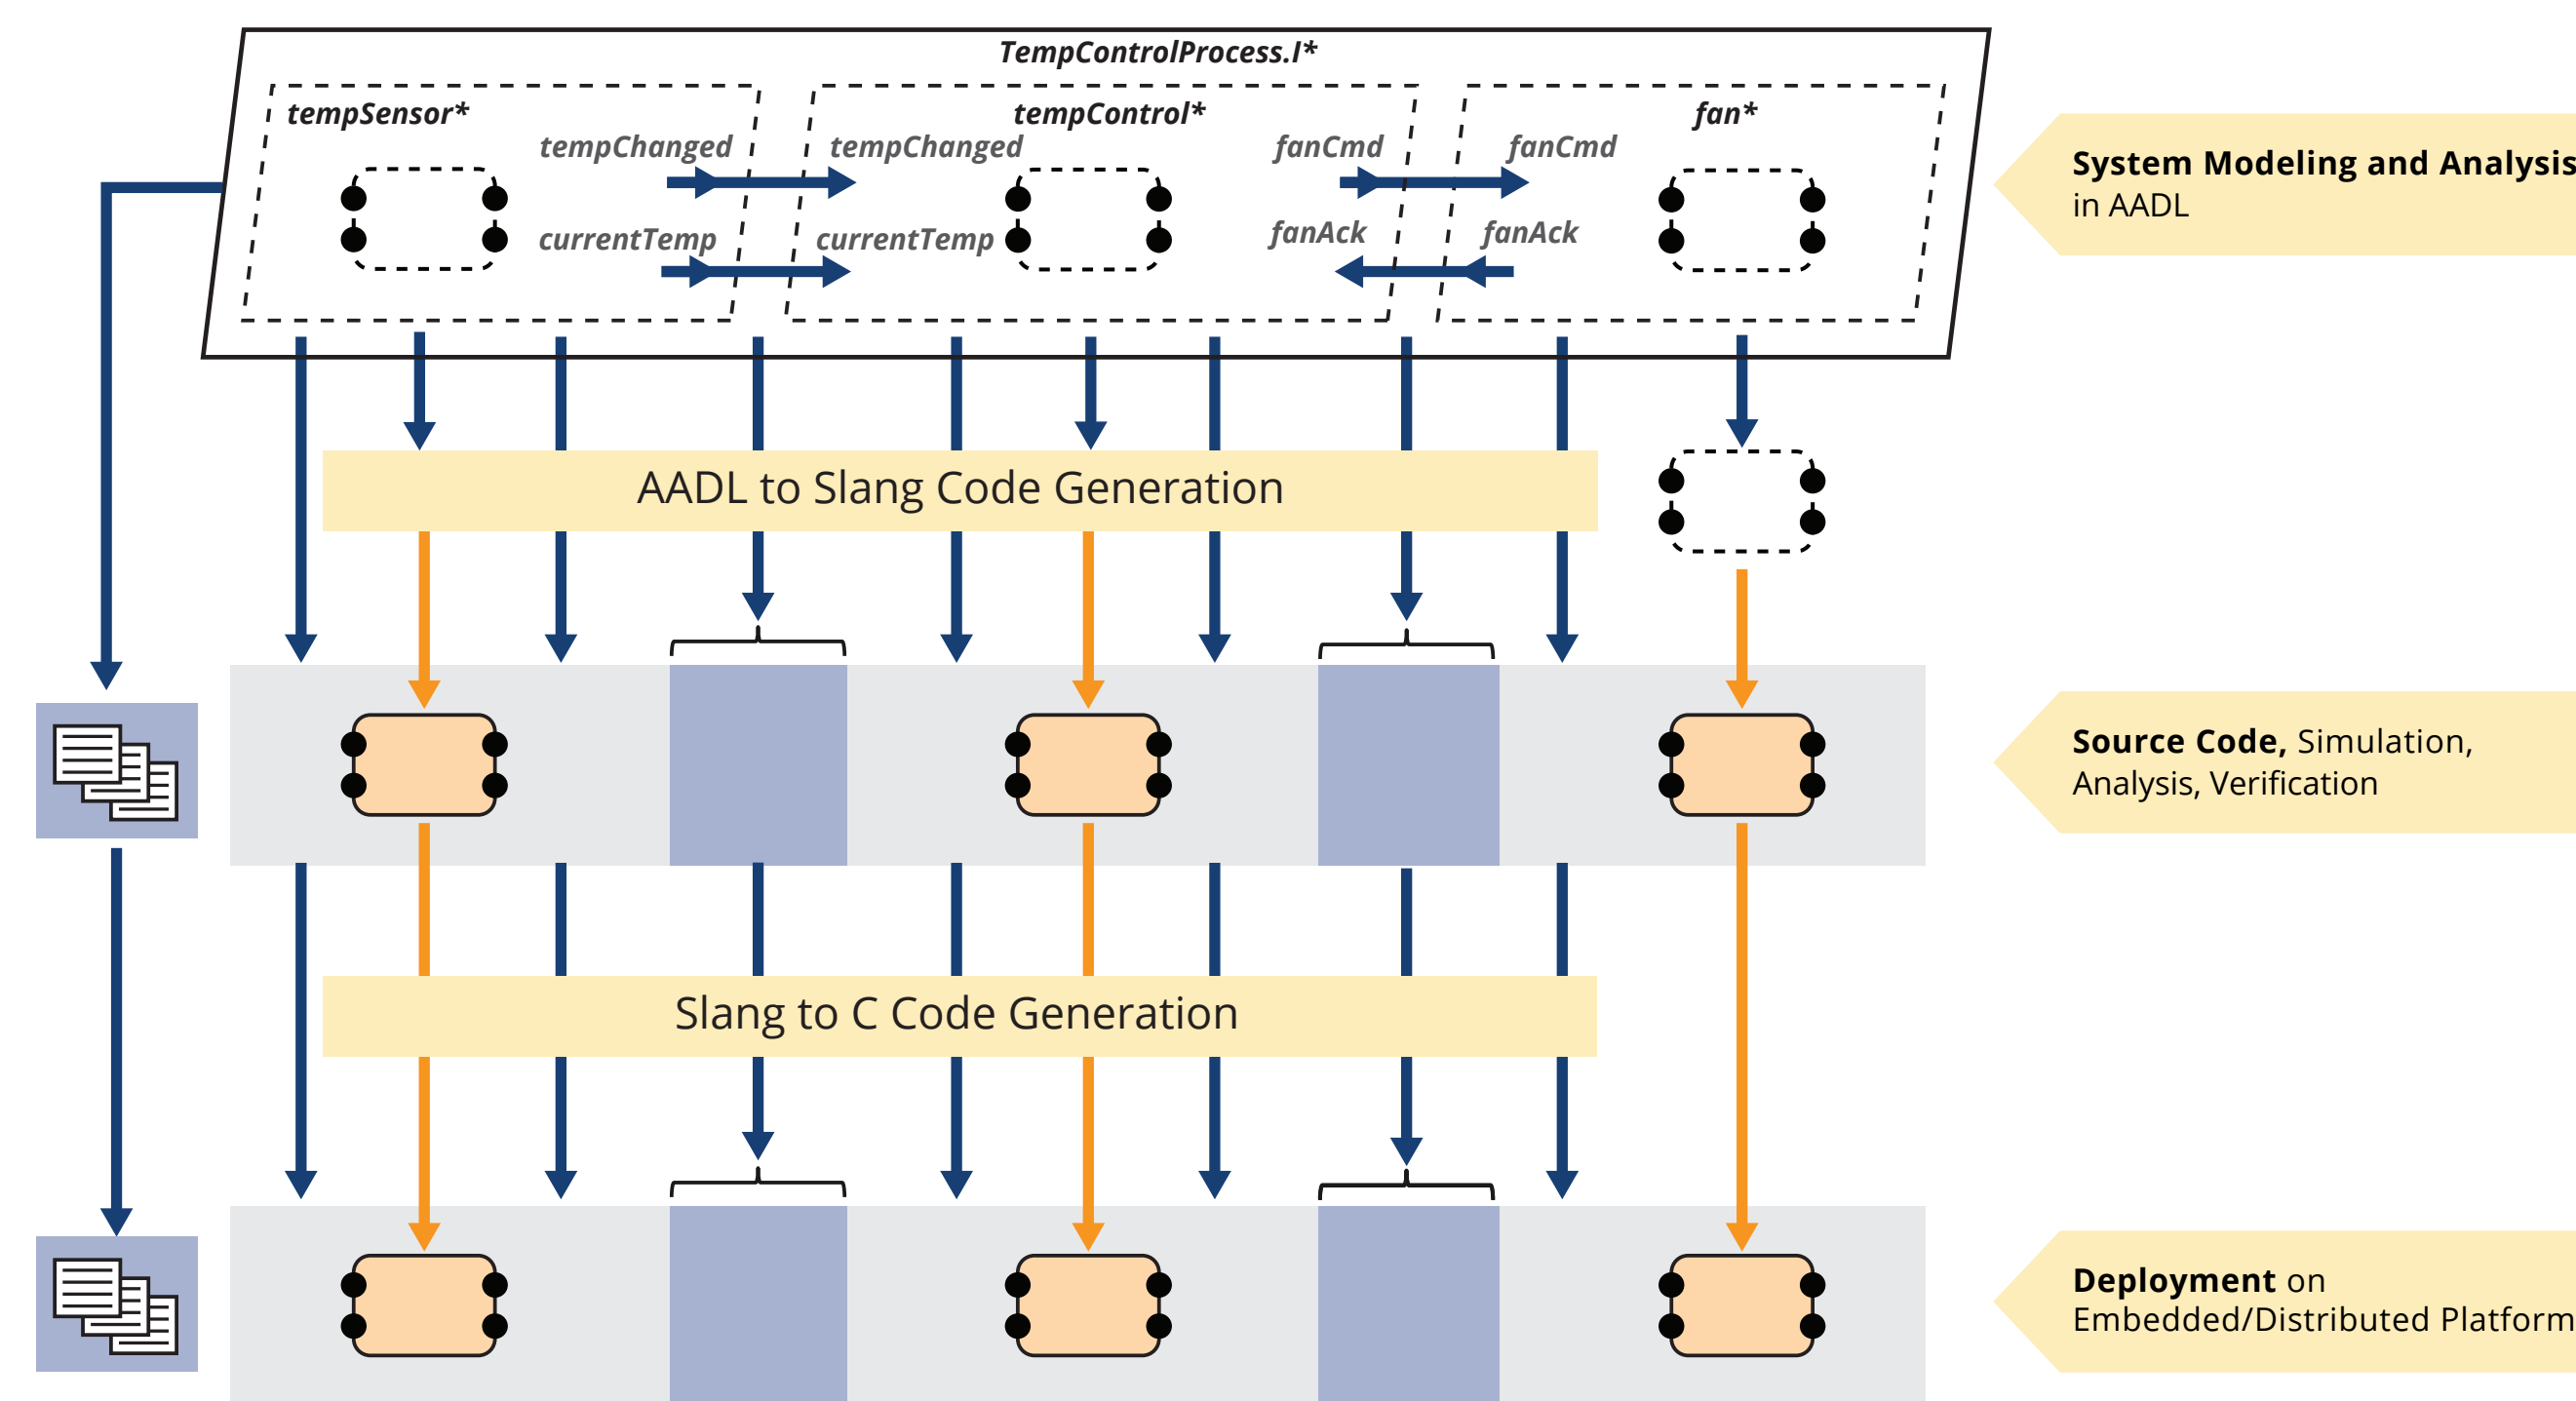 TempControlProcess.I*
tempSensor*
tempControl*
fan*
tempChanged
tempChanged
fanCmd
fanCmd
currentTemp
currentTemp
fanAck
fanAck
System Modeling and Analysis
in AADL
AADL to Slang Code Generation
Source Code, Simulation,
Analysis, Verification
Slang to C Code Generation
Deployment on
Embedded/Distributed Platform